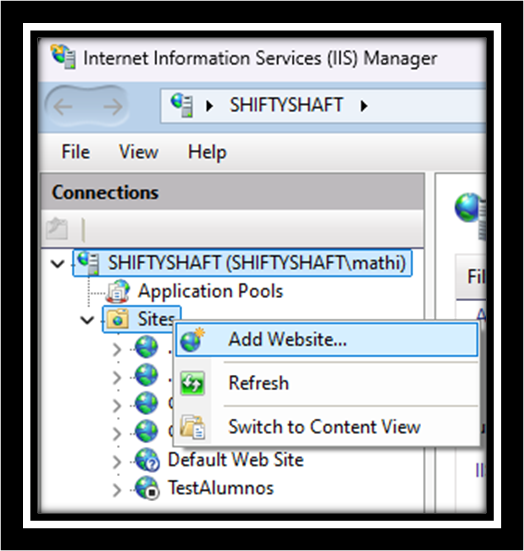 Internet Information Services (IIS) Manager
SHIFTYSHAFT
File View Help
Connections
SHIFTYSHAFT (SHIFTYSHAFT\mathi)
Application Pools
Sites
Add Website...
Refresh
Switch to Content View
Default Web Site
TestAlumnos